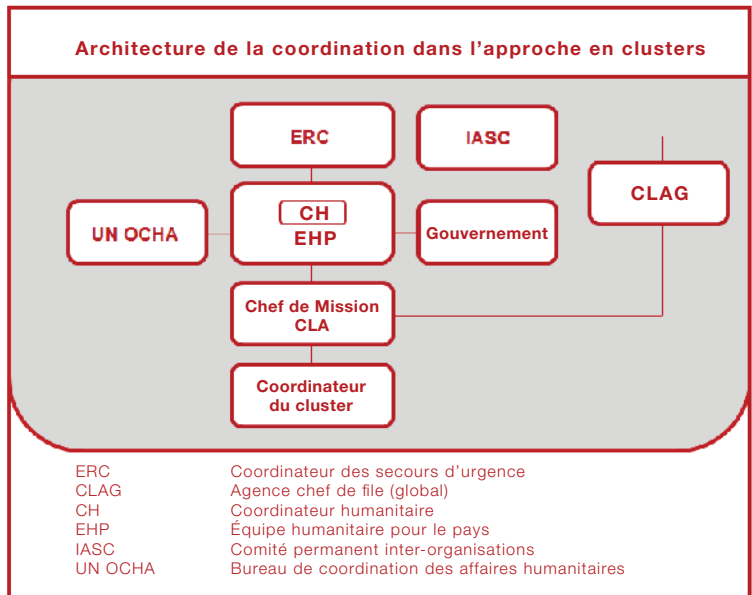 Architecture de la coordination dans l’approche en clusters
ERC
IASC
CLAG
UN OCHA
CH
EHP
Gouvernement
Chef de Mission
CLA
Coordinateur
du cluster
ERC Coordinateur des secours d’urgence
CLAG Agence chef de file (global)
CH Coordinateur humanitaire
EHP Équipe humanitaire pour le pays
IASC Comité permanent inter-organisations
UN OCHA Bureau de coordination des affaires humanitaires